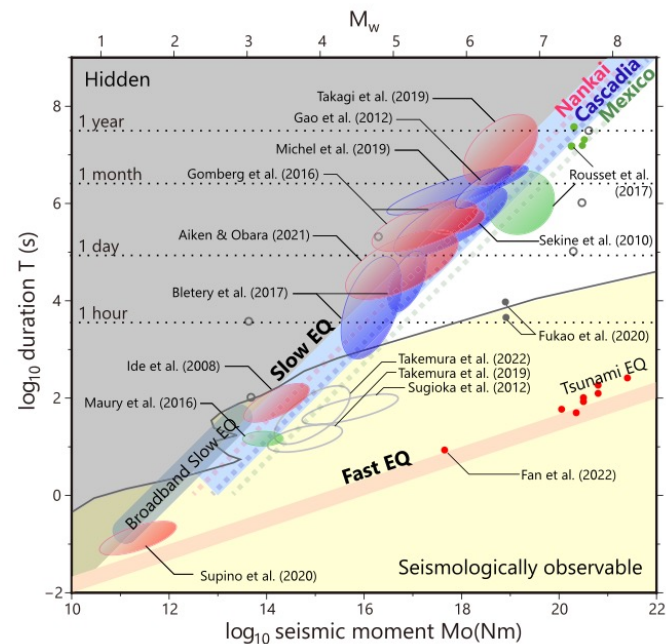 M_w
1 2 3 4 5 6 7 8
Hidden
Nankai
Cascadia
Mexico
Takagi et al. (2019)
8
Gao et al. (2012)
1 year
Michel et al. (2019)
1 month
Gomberg et al. (2016)
Rousset et al. (2017)
6
Aiken & Obara (2021)
Sekine et al. (2010)
1 day
Bletery et al. (2017)
4
1 hour
Slow EQ
Fukao et al. (2020)
Ide et al. (2008)
Takemura et al. (2022)
Takemura et al. (2019)
Sugioka et al. (2012)
Tsunami EQ
2
Maury et al. (2016)
Broadband Slow EQ
Fast EQ
Fan et al. (2022)
0
Supino et al. (2020)
Seismologically observable
-2
log10 duration T (s)
10 12 14 16 18 20 22
log10 seismic moment Mo(Nm)